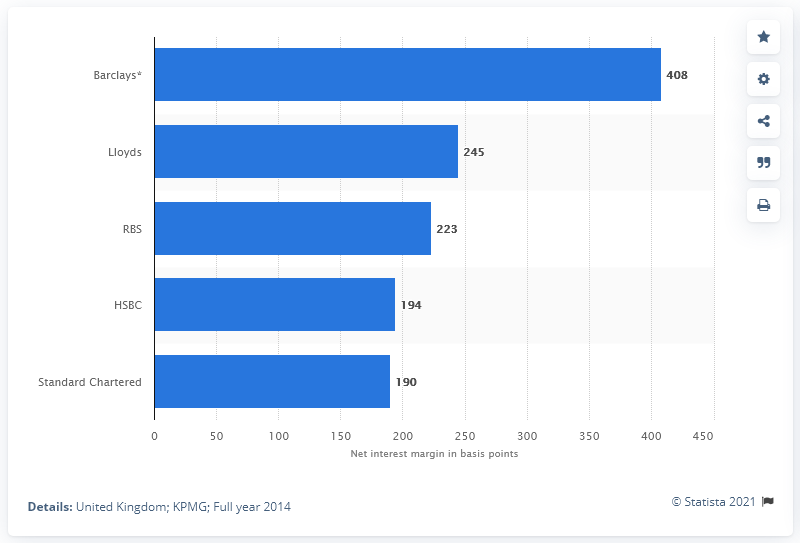 Barclays*
408
Lloyds
245
RBS
223
HSBC
194
Standard Chartered
190
0 50 100 150 200 250 300 350 400 450
Net interest margin in basis points
Details: United Kingdom; KPMG; Full year 2014
© Statista 2021